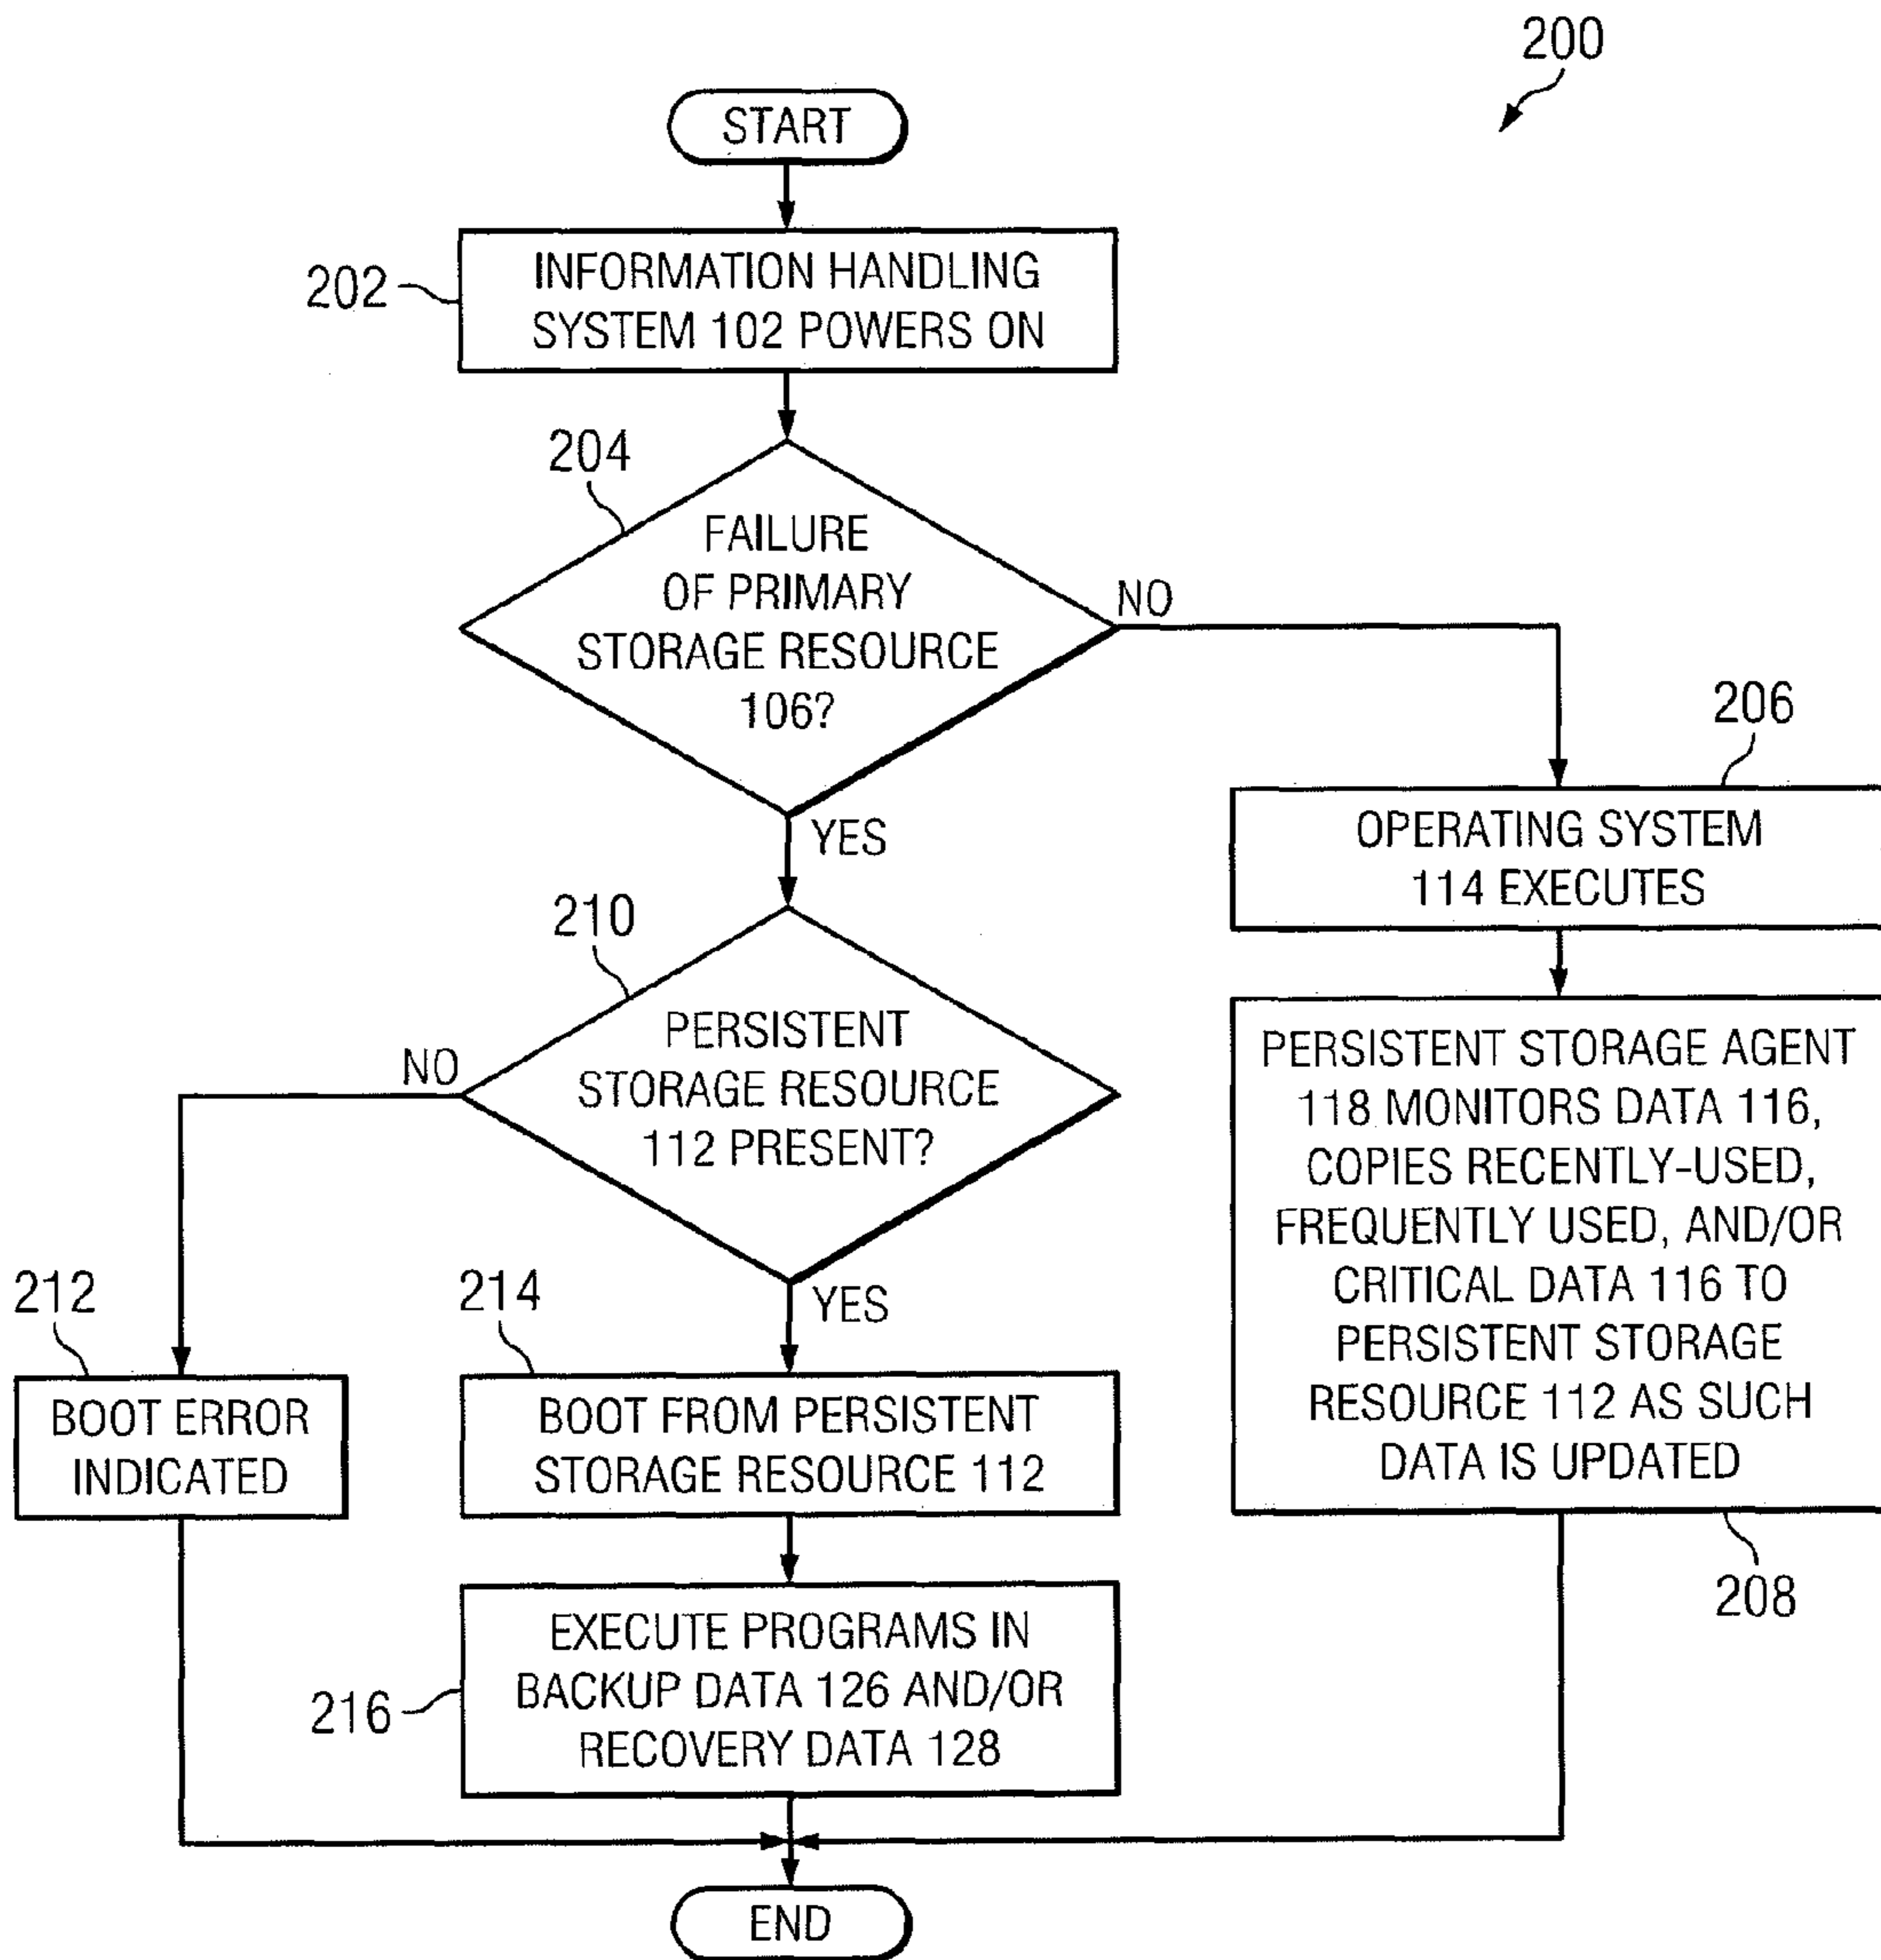 200
START
202
INFORMATION HANDLING
SYSTEM 102 POWERS ON
204
FAILURE
OF PRIMARY
STORAGE RESOURCE
106?
NO
YES
206
OPERATING SYSTEM
114 EXECUTES
210
PERSISTENT
STORAGE RESOURCE
112 PRESENT?
NO
YES
PERSISTENT STORAGE AGENT
118 MONITORS DATA 116,
COPIES RECENTLY-USED,
FREQUENTLY USED, AND/OR
CRITICAL DATA 116 TO
PERSISTENT STORAGE
RESOURCE 112 AS SUCH
DATA IS UPDATED
208
212
BOOT ERROR
INDICATED
214
BOOT FROM PERSISTENT
STORAGE RESOURCE 112
216
EXECUTE PROGRAMS IN
BACKUP DATA 126 AND/OR
RECOVERY DATA 128
END